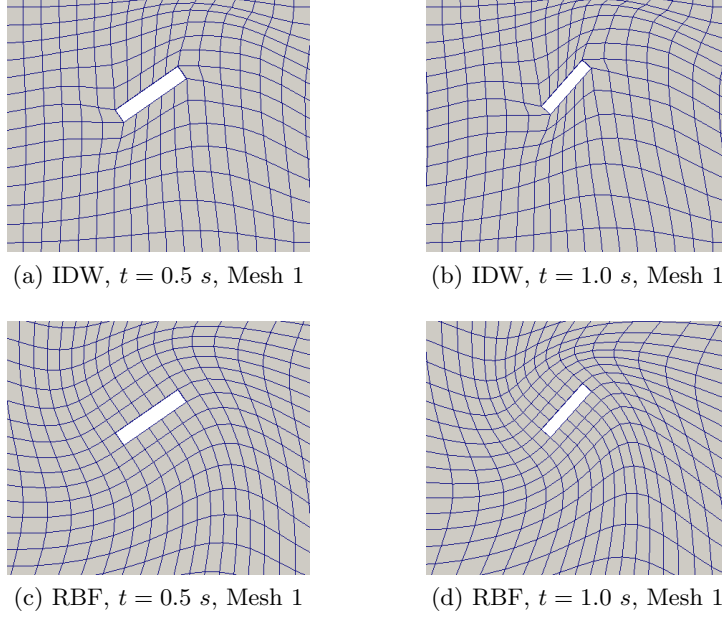 (a) IDW, t = 0.5 s, Mesh 1
(b) IDW, t = 1.0 s, Mesh 1
(c) RBF, t = 0.5 s, Mesh 1
(d) RBF, t = 1.0 s, Mesh 1